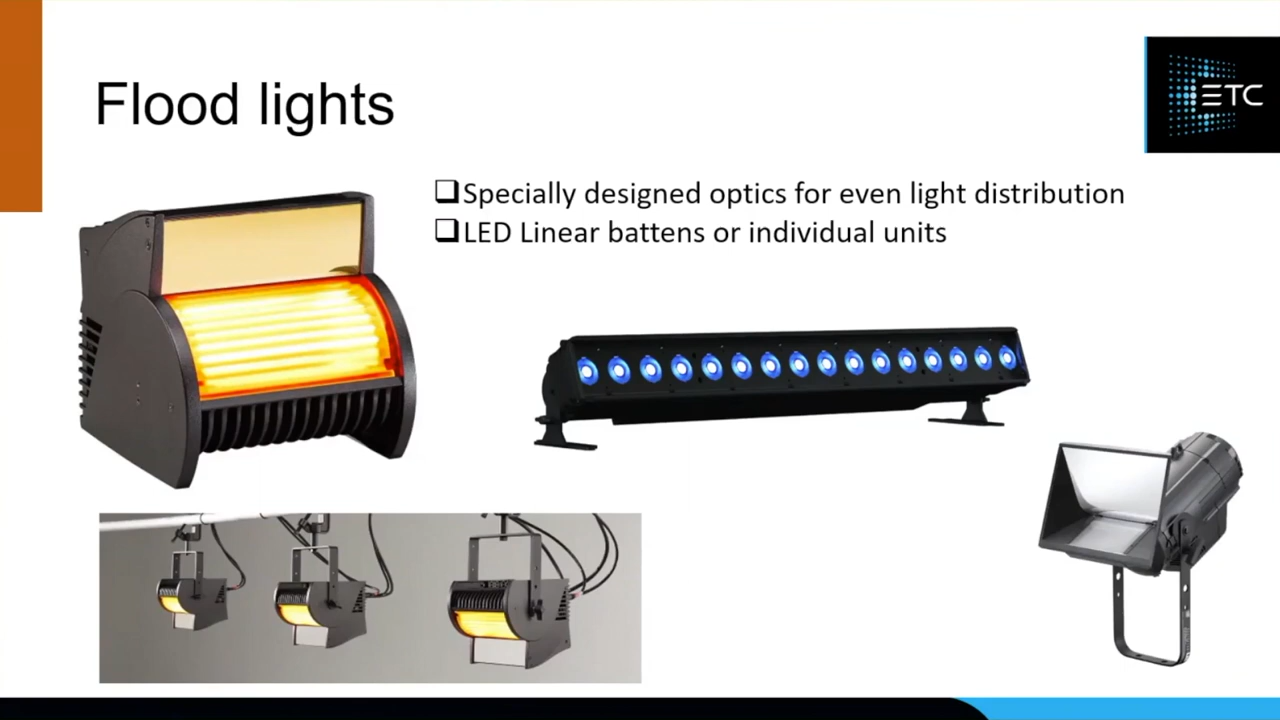 Flood lights
ETC
❑Specially designed optics for even light distribution
❑LED Linear battens or individual units